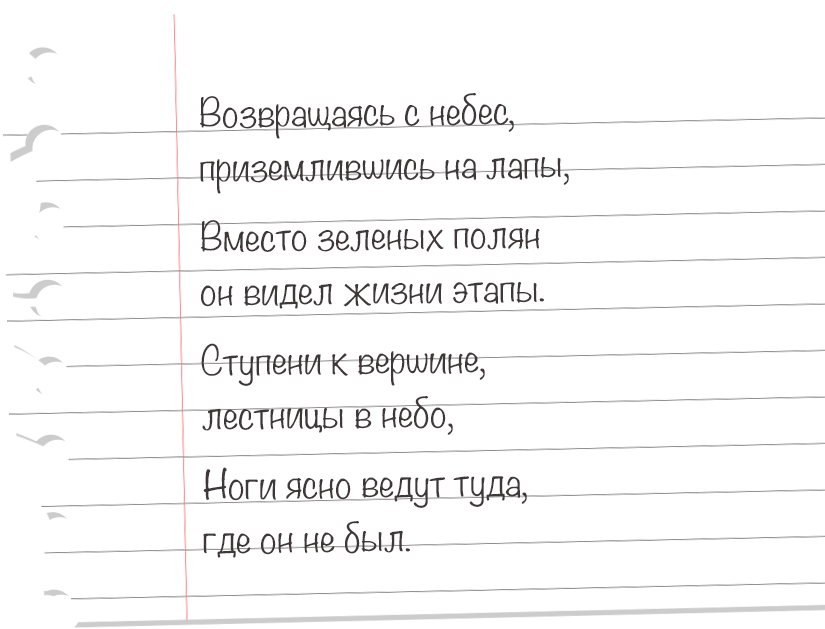 Возвращаясь с небес,
приземлившись на лапы,
Вместо зеленых полян
он видел жизни этапы.
Ступени к вершине,
лестницы в небо,
Ноги ясно ведут туда,
где он не был.